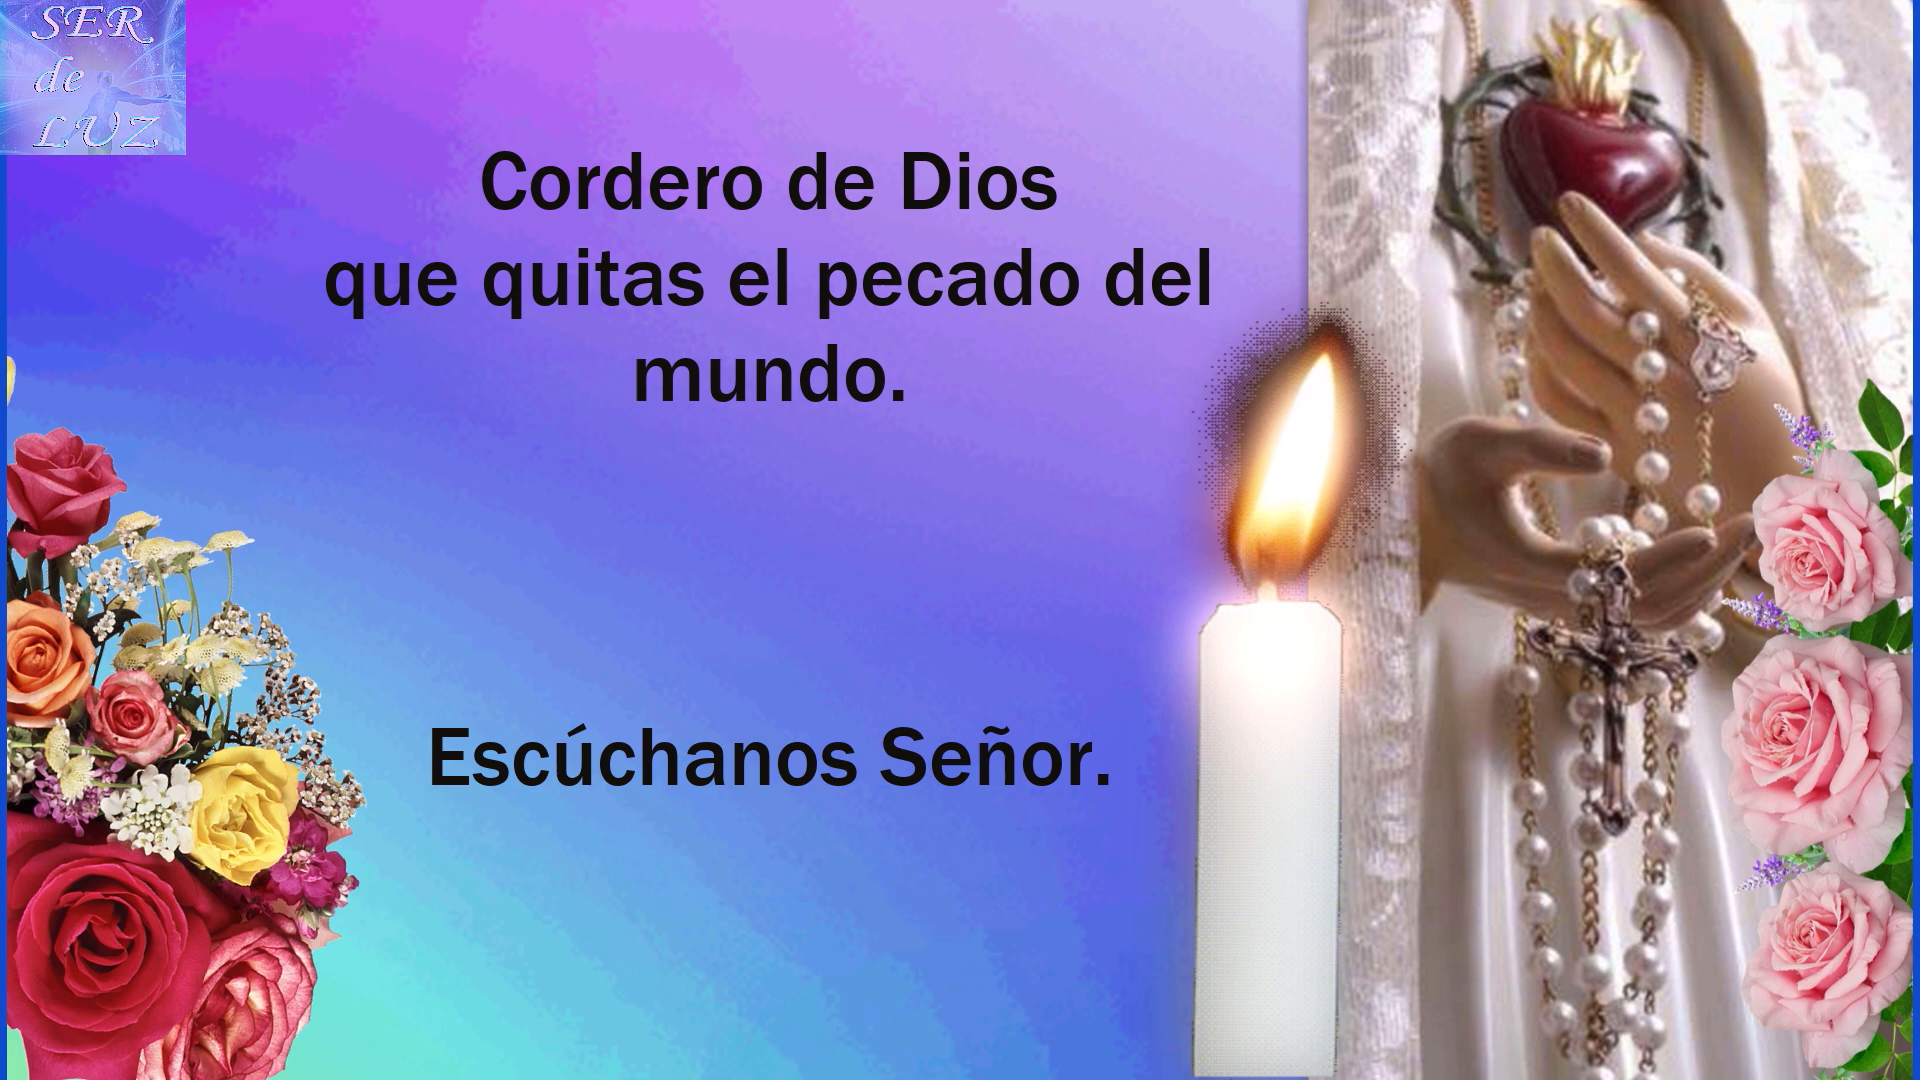 SER
de
LUZ
Cordero de Dios
que quitas el pecado del
mundo.
Escúchanos Señor.